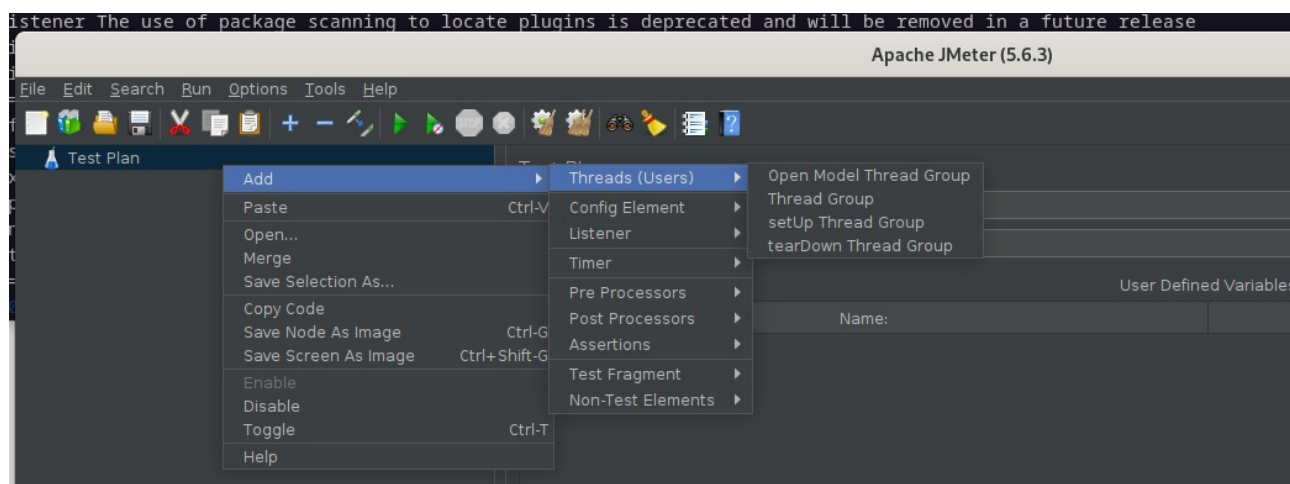 istener The use of package scanning to locate plugins is deprecated and will be removed in a future release
Apache JMeter (5.6.3)
File Edit Search Run Options Tools Help
STOP
Test Plan
Add
Paste Ctrl-V
Open...
Merge
Save Selection As...
Copy Code
Save Node As Image Ctrl-G
Save Screen As Image Ctrl+Shift-G
Enable
Disable
Toggle Ctrl-T
Help
Threads (Users)
Config Element
Listener
Timer
Pre Processors
Post Processors
Assertions
Test Fragment
Non-Test Elements
Open Model Thread Group
Thread Group
setUp Thread Group
tearDown Thread Group
User Defined Variables
Name: